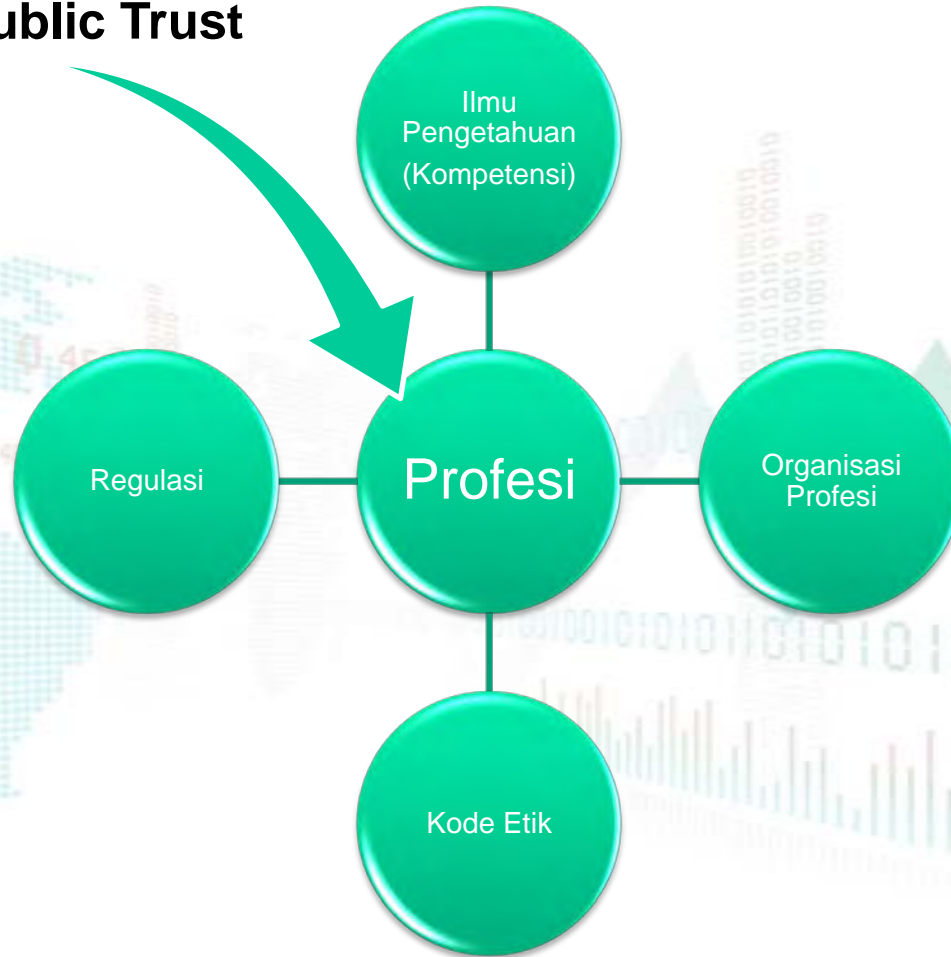 ublic Trust
Ilmu
Pengetahuan
(Kompetensi)
Regulasi
Profesi
Organisasi
Profesi
Kode Etik